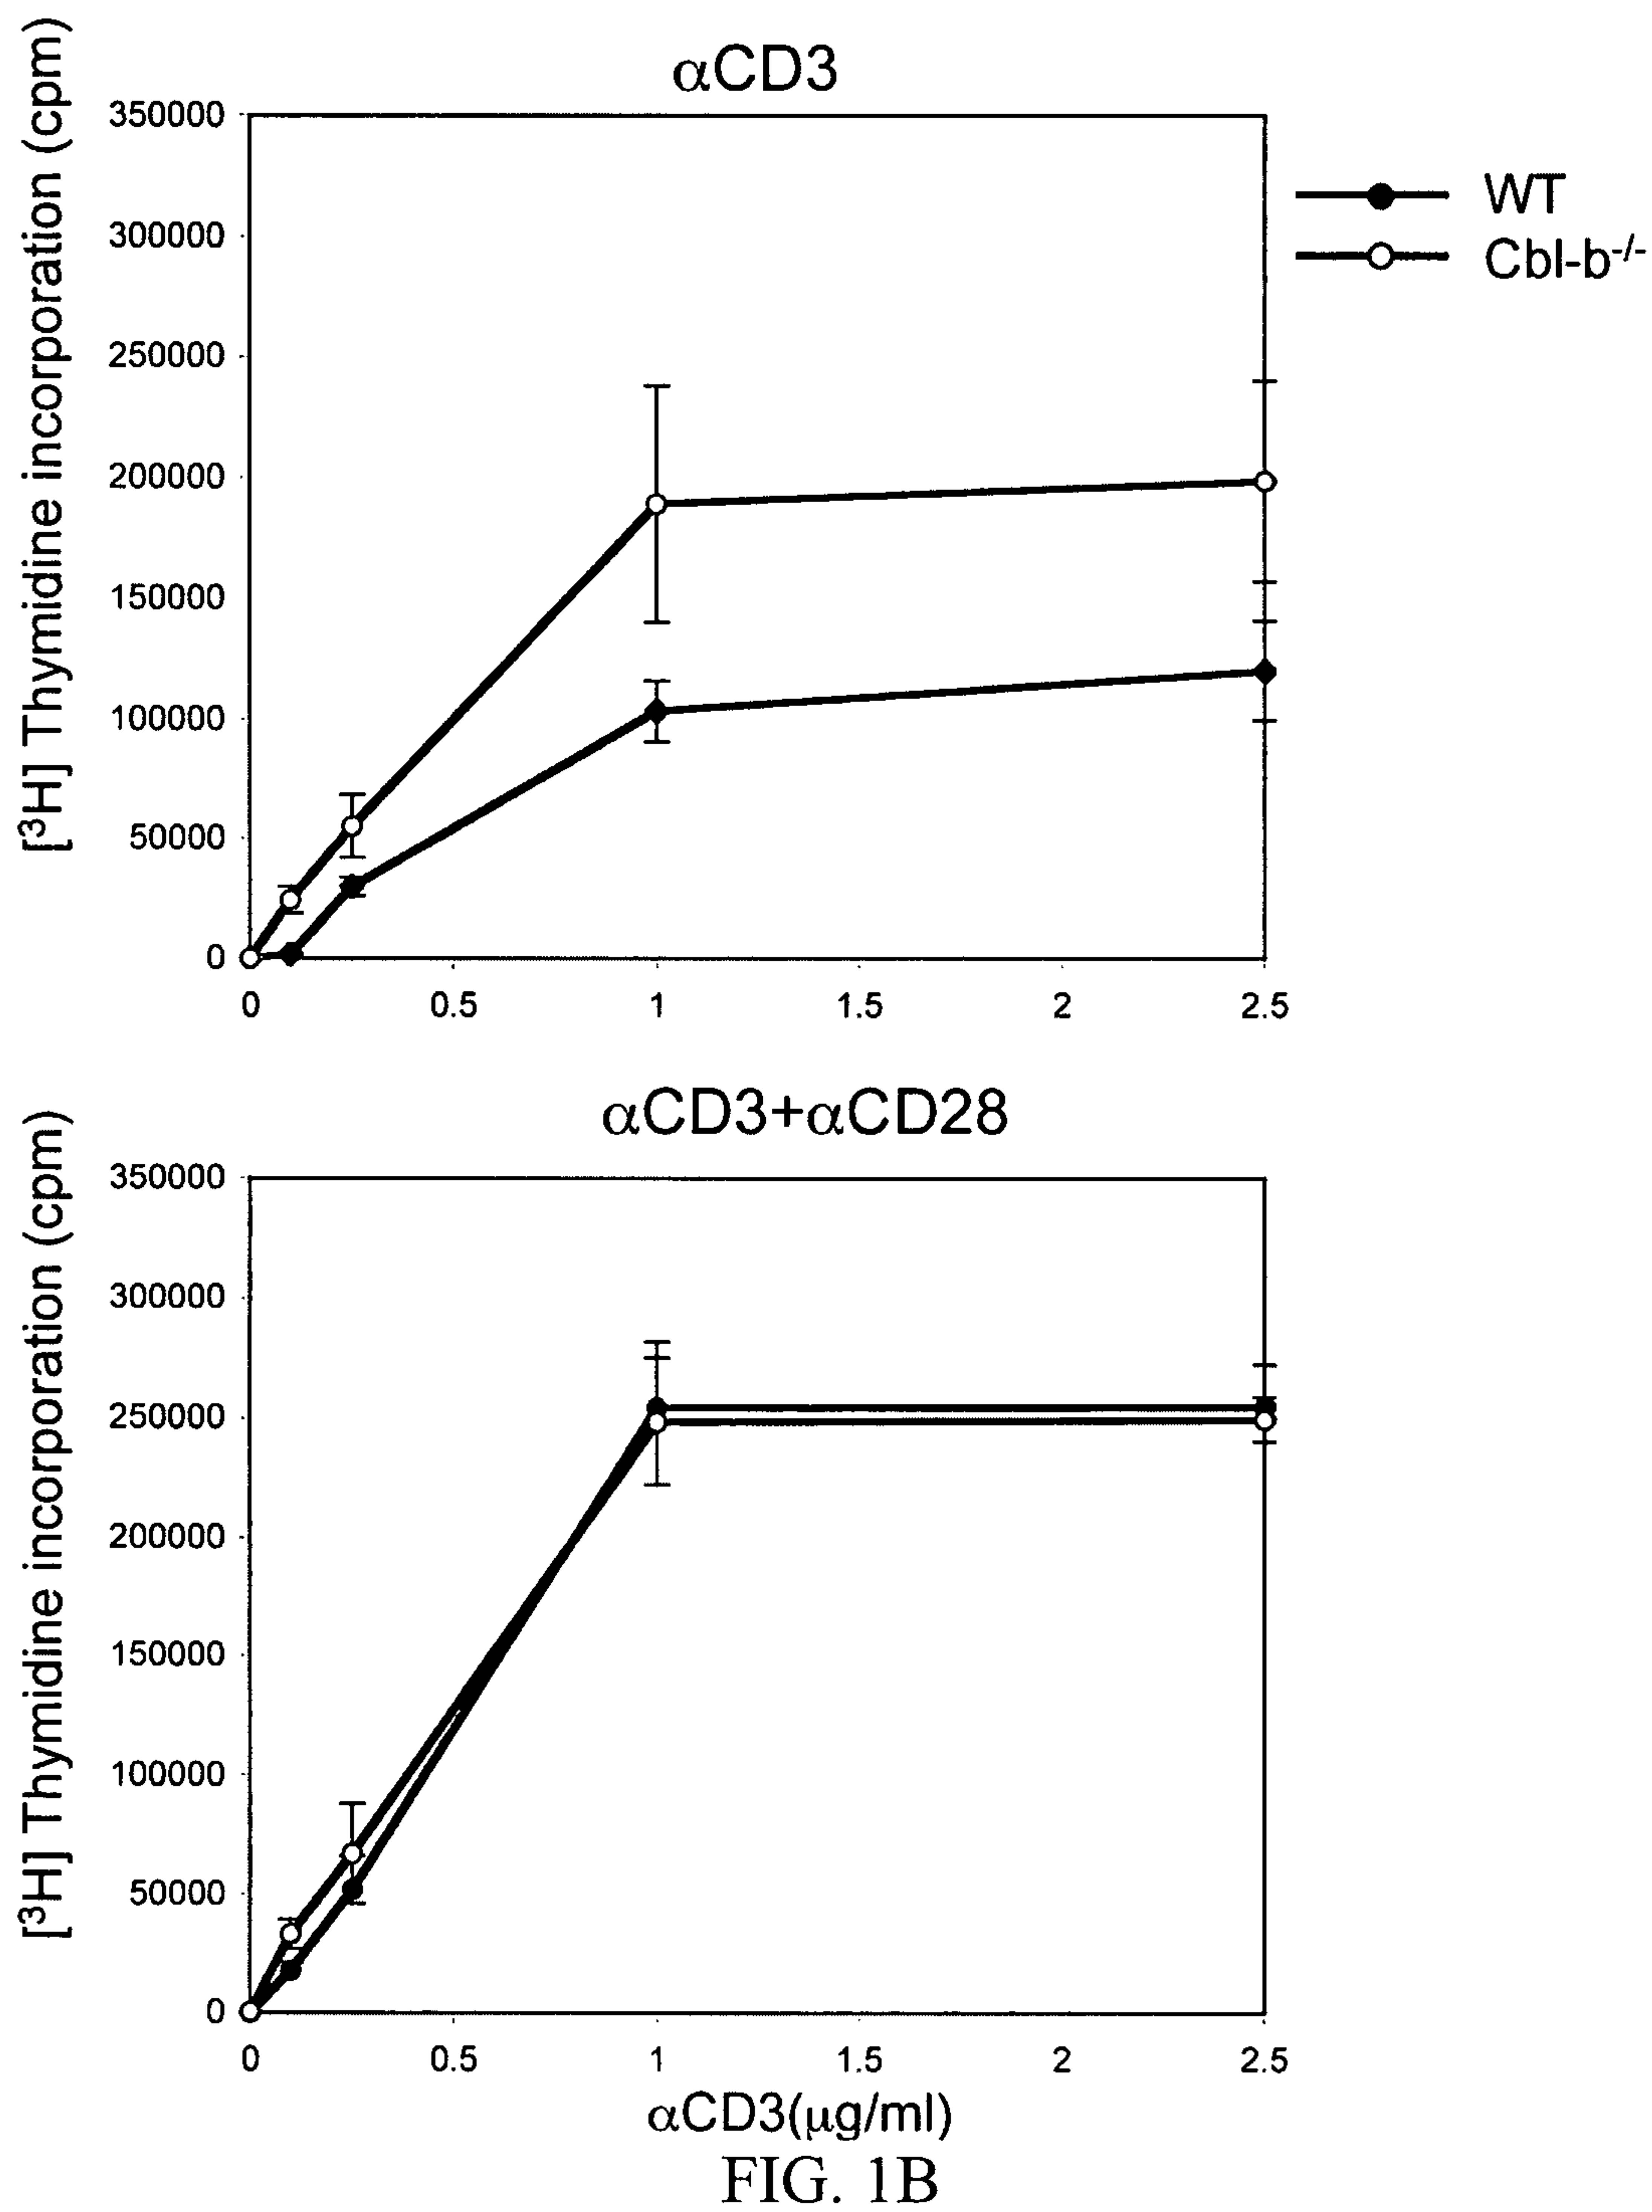 αCD3
[³H] Thymidine incorporation (cpm)
350000
300000
250000
200000
150000
100000
50000
0
0 0.5 1 1.5 2 2.5
WT
Cbl-b⁻/⁻
αCD3+αCD28
[³H] Thymidine incorporation (cpm)
350000
300000
250000
200000
150000
100000
50000
0
0 0.5 1 1.5 2 2.5
αCD3(μg/ml)
FIG. 1B